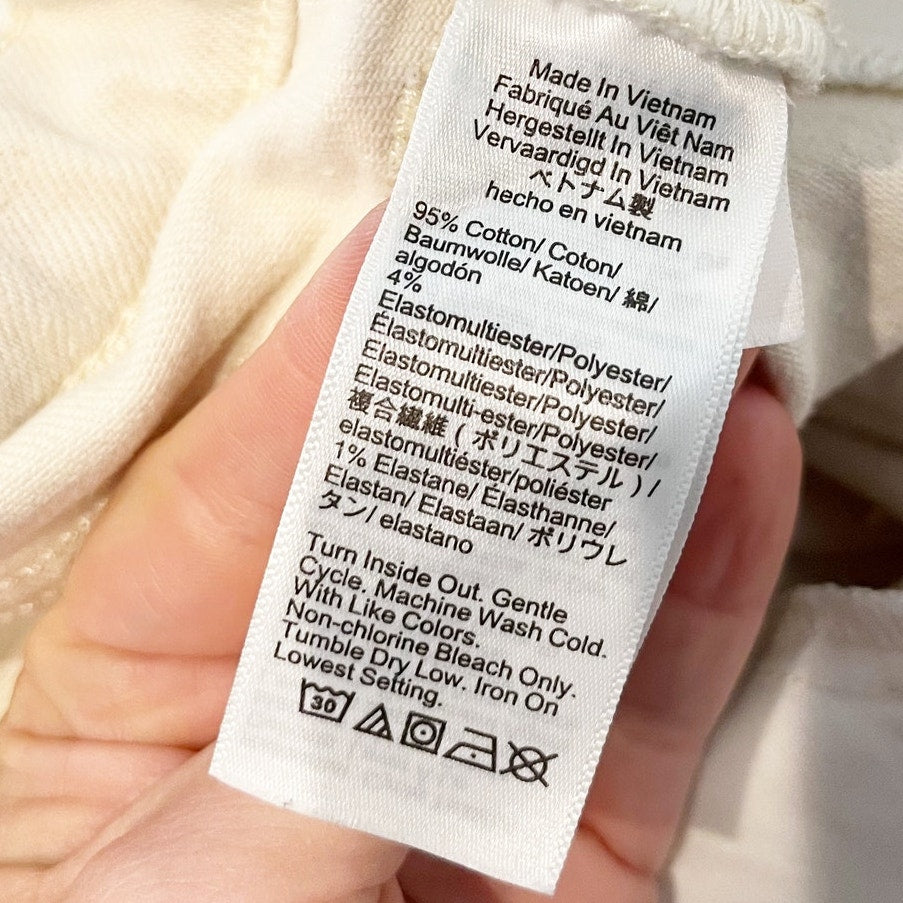 Made In Vietnam
Fabriqué Au Viêt Nam
Hergestellt In Vietnam
Vervaardigd In Vietnam
ベトナム製
hecho en vietnam
95% Cotton/ Coton/
Baumwolle/ Katoen/ 綿/
algodón
4%
Elastomultiester/Polyester/
Élastomultiester/Polyester/
Elastomultiester/Polyester/
Elastomulti-ester/Polyester/
複合繊維 ( ポリエステル ) /
elastomultiéster/poliéster
1% Elastane/ Élasthanne/
Elastan/ Elastaan/ ポリウレ
タン/ elastano
Turn Inside Out. Gentle
Cycle. Machine Wash Cold.
With Like Colors.
Non-chlorine Bleach Only.
Tumble Dry Low. Iron On
Lowest Setting.
30